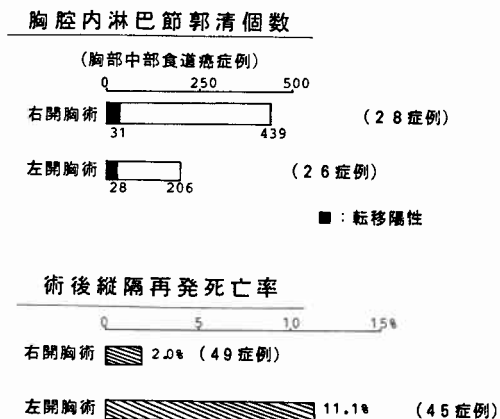 胸腔内淋巴節郭清個数
(胸部中部食道癌症例)
0 250 500
右開胸術 (28症例)
31 439
左開胸術 (26症例)
28 206
■:転移陽性
術後縦隔再発死亡率
0 5 10 15%
右開胸術 2.0% (49症例)
左開胸術 11.1% (45症例)